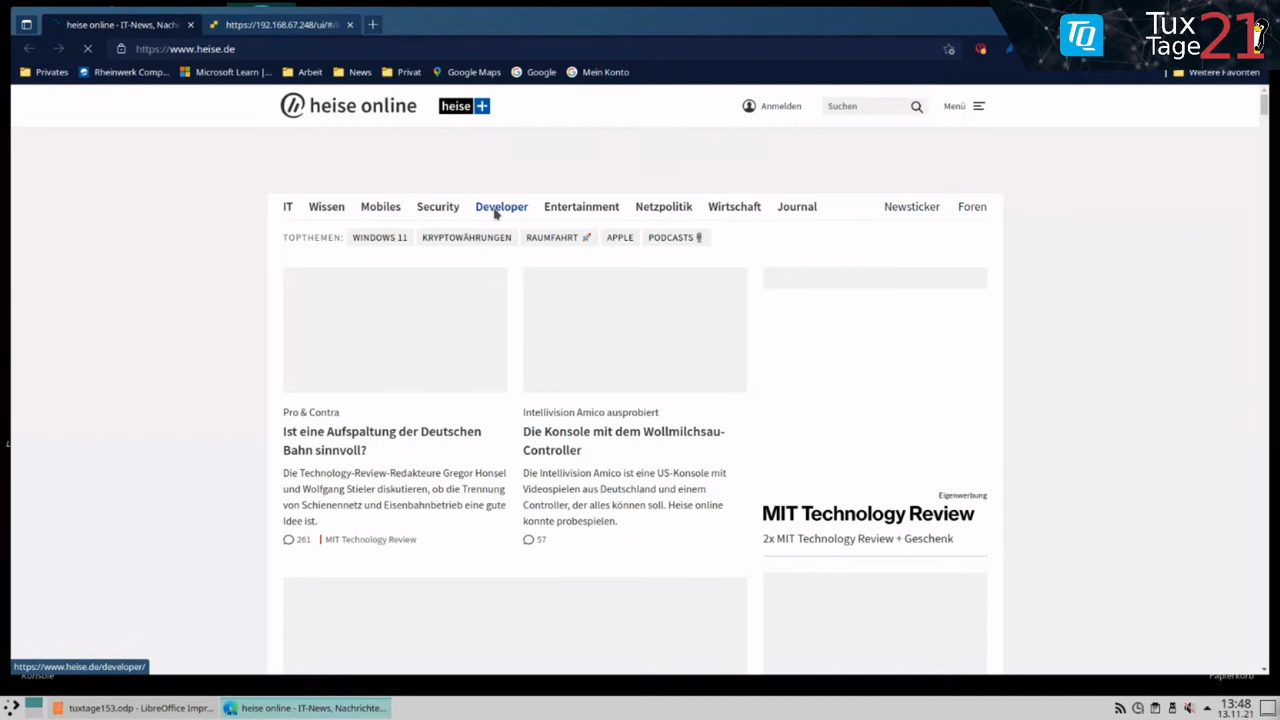 heise online - IT-News, Nachr
https://192.168.67.248/ui/#/
TQ
Tux
Tage
21
https://www.heise.de
Privates
Rheinwerk Comp...
Microsoft Learn |...
Arbeit
News
Privat
Google Maps
Google
Mein Konto
Weitere Favoriten
heise online
heise+
Anmelden
Suchen
Menü
IT
Wissen
Mobiles
Security
Developer
Entertainment
Netzpolitik
Wirtschaft
Journal
Newsticker
Foren
TOPTHEMEN:
WINDOWS 11
KRYPTOWÄHRUNGEN
RAUMFAHRT
APPLE
PODCASTS
Pro & Contra
Ist eine Aufspaltung der Deutschen
Bahn sinnvoll?
Die Technology-Review-Redakteure Gregor Honsel
und Wolfgang Stieler diskutieren, ob die Trennung
von Schienennetz und Eisenbahnbetrieb eine gute
Idee ist.
261
MIT Technology Review
Intellivision Amico ausprobiert
Die Konsole mit dem Wollmilchsau-
Controller
Die Intellivision Amico ist eine US-Konsole mit
Videospielen aus Deutschland und einem
Controller, der alles können soll. Heise online
konnte probespielen.
57
Eigenwerbung
MIT Technology Review
2x MIT Technology Review + Geschenk
https://www.heise.de/developer/
Konsole
Papierkorb
tuxtage153.odp - LibreOffice Impr...
heise online - IT-News, Nachrichte...
13:48
13.11.21